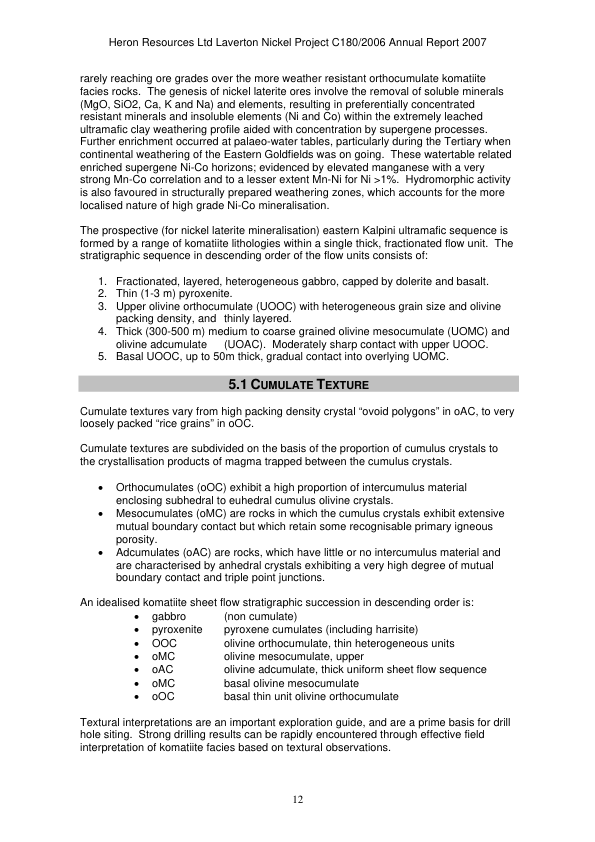 Heron Resources Ltd Laverton Nickel Project C180/2006 Annual Report 2007
rarely reaching ore grades over the more weather resistant orthocumulate komatiite
facies rocks.  The genesis of nickel laterite ores involve the removal of soluble minerals
(MgO, SiO2, Ca, K and Na) and elements, resulting in preferentially concentrated
resistant minerals and insoluble elements (Ni and Co) within the extremely leached
ultramafic clay weathering profile aided with concentration by supergene processes.
Further enrichment occurred at palaeo-water tables, particularly during the Tertiary when
continental weathering of the Eastern Goldfields was on going.  These watertable related
enriched supergene Ni-Co horizons; evidenced by elevated manganese with a very
strong Mn-Co correlation and to a lesser extent Mn-Ni for Ni >1%.  Hydromorphic activity
is also favoured in structurally prepared weathering zones, which accounts for the more
localised nature of high grade Ni-Co mineralisation.
The prospective (for nickel laterite mineralisation) eastern Kalpini ultramafic sequence is
formed by a range of komatiite lithologies within a single thick, fractionated flow unit.  The
stratigraphic sequence in descending order of the flow units consists of:
1. Fractionated, layered, heterogeneous gabbro, capped by dolerite and basalt.
2. Thin (1-3 m) pyroxenite.
3. Upper olivine orthocumulate (UOOC) with heterogeneous grain size and olivine
packing density, and   thinly layered.
4. Thick (300-500 m) medium to coarse grained olivine mesocumulate (UOMC) and
olivine adcumulate     (UOAC).  Moderately sharp contact with upper UOOC.
5. Basal UOOC, up to 50m thick, gradual contact into overlying UOMC.
5.1 CUMULATE TEXTURE
Cumulate textures vary from high packing density crystal “ovoid polygons” in oAC, to very
loosely packed “rice grains” in oOC.
Cumulate textures are subdivided on the basis of the proportion of cumulus crystals to
the crystallisation products of magma trapped between the cumulus crystals.
• Orthocumulates (oOC) exhibit a high proportion of intercumulus material
enclosing subhedral to euhedral cumulus olivine crystals.
• Mesocumulates (oMC) are rocks in which the cumulus crystals exhibit extensive
mutual boundary contact but which retain some recognisable primary igneous
porosity.
• Adcumulates (oAC) are rocks, which have little or no intercumulus material and
are characterised by anhedral crystals exhibiting a very high degree of mutual
boundary contact and triple point junctions.
An idealised komatiite sheet flow stratigraphic succession in descending order is:
• gabbro (non cumulate)
• pyroxenite pyroxene cumulates (including harrisite)
• OOC olivine orthocumulate, thin heterogeneous units
• oMC olivine mesocumulate, upper
• oAC olivine adcumulate, thick uniform sheet flow sequence
• oMC basal olivine mesocumulate
• oOC basal thin unit olivine orthocumulate
Textural interpretations are an important exploration guide, and are a prime basis for drill
hole siting.  Strong drilling results can be rapidly encountered through effective field
interpretation of komatiite facies based on textural observations.
12